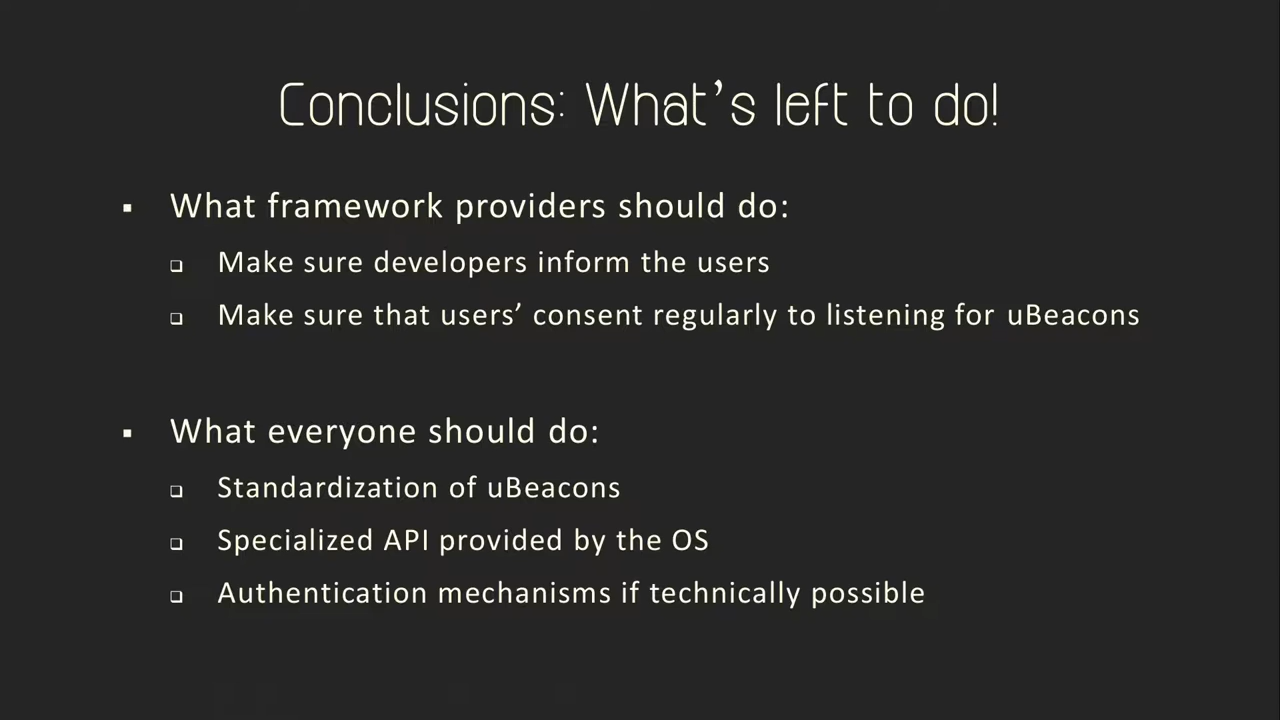 Conclusions: What’s left to do!
▪ What framework providers should do:
❑ Make sure developers inform the users
❑ Make sure that users’ consent regularly to listening for uBeacons
▪ What everyone should do:
❑ Standardization of uBeacons
❑ Specialized API provided by the OS
❑ Authentication mechanisms if technically possible